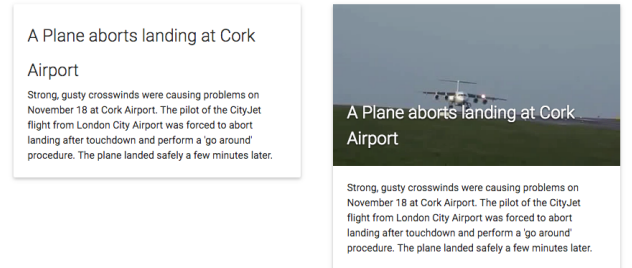 A Plane aborts landing at Cork
Airport
Strong, gusty crosswinds were causing problems on
November 18 at Cork Airport. The pilot of the CityJet
flight from London City Airport was forced to abort
landing after touchdown and perform a 'go around'
procedure. The plane landed safely a few minutes later.
A Plane aborts landing at Cork
Airport
Strong, gusty crosswinds were causing problems on
November 18 at Cork Airport. The pilot of the CityJet
flight from London City Airport was forced to abort
landing after touchdown and perform a 'go around'
procedure. The plane landed safely a few minutes later.